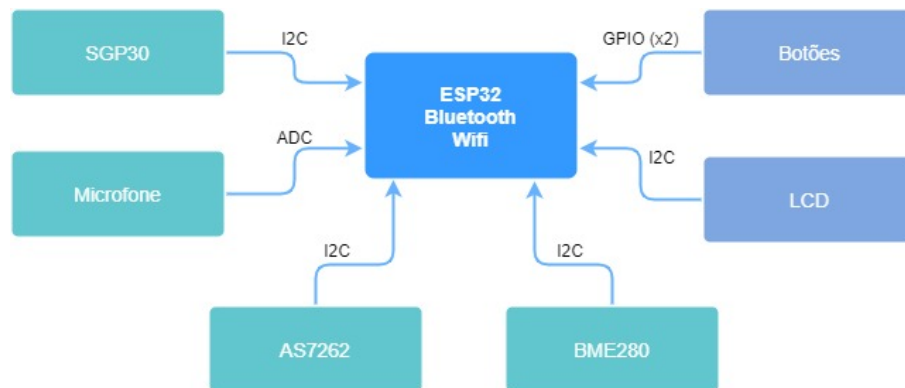 SGP30
I2C
GPIO (x2)
Botões
ESP32
Bluetooth
Wifi
ADC
I2C
Microfone
LCD
I2C
I2C
AS7262
BME280